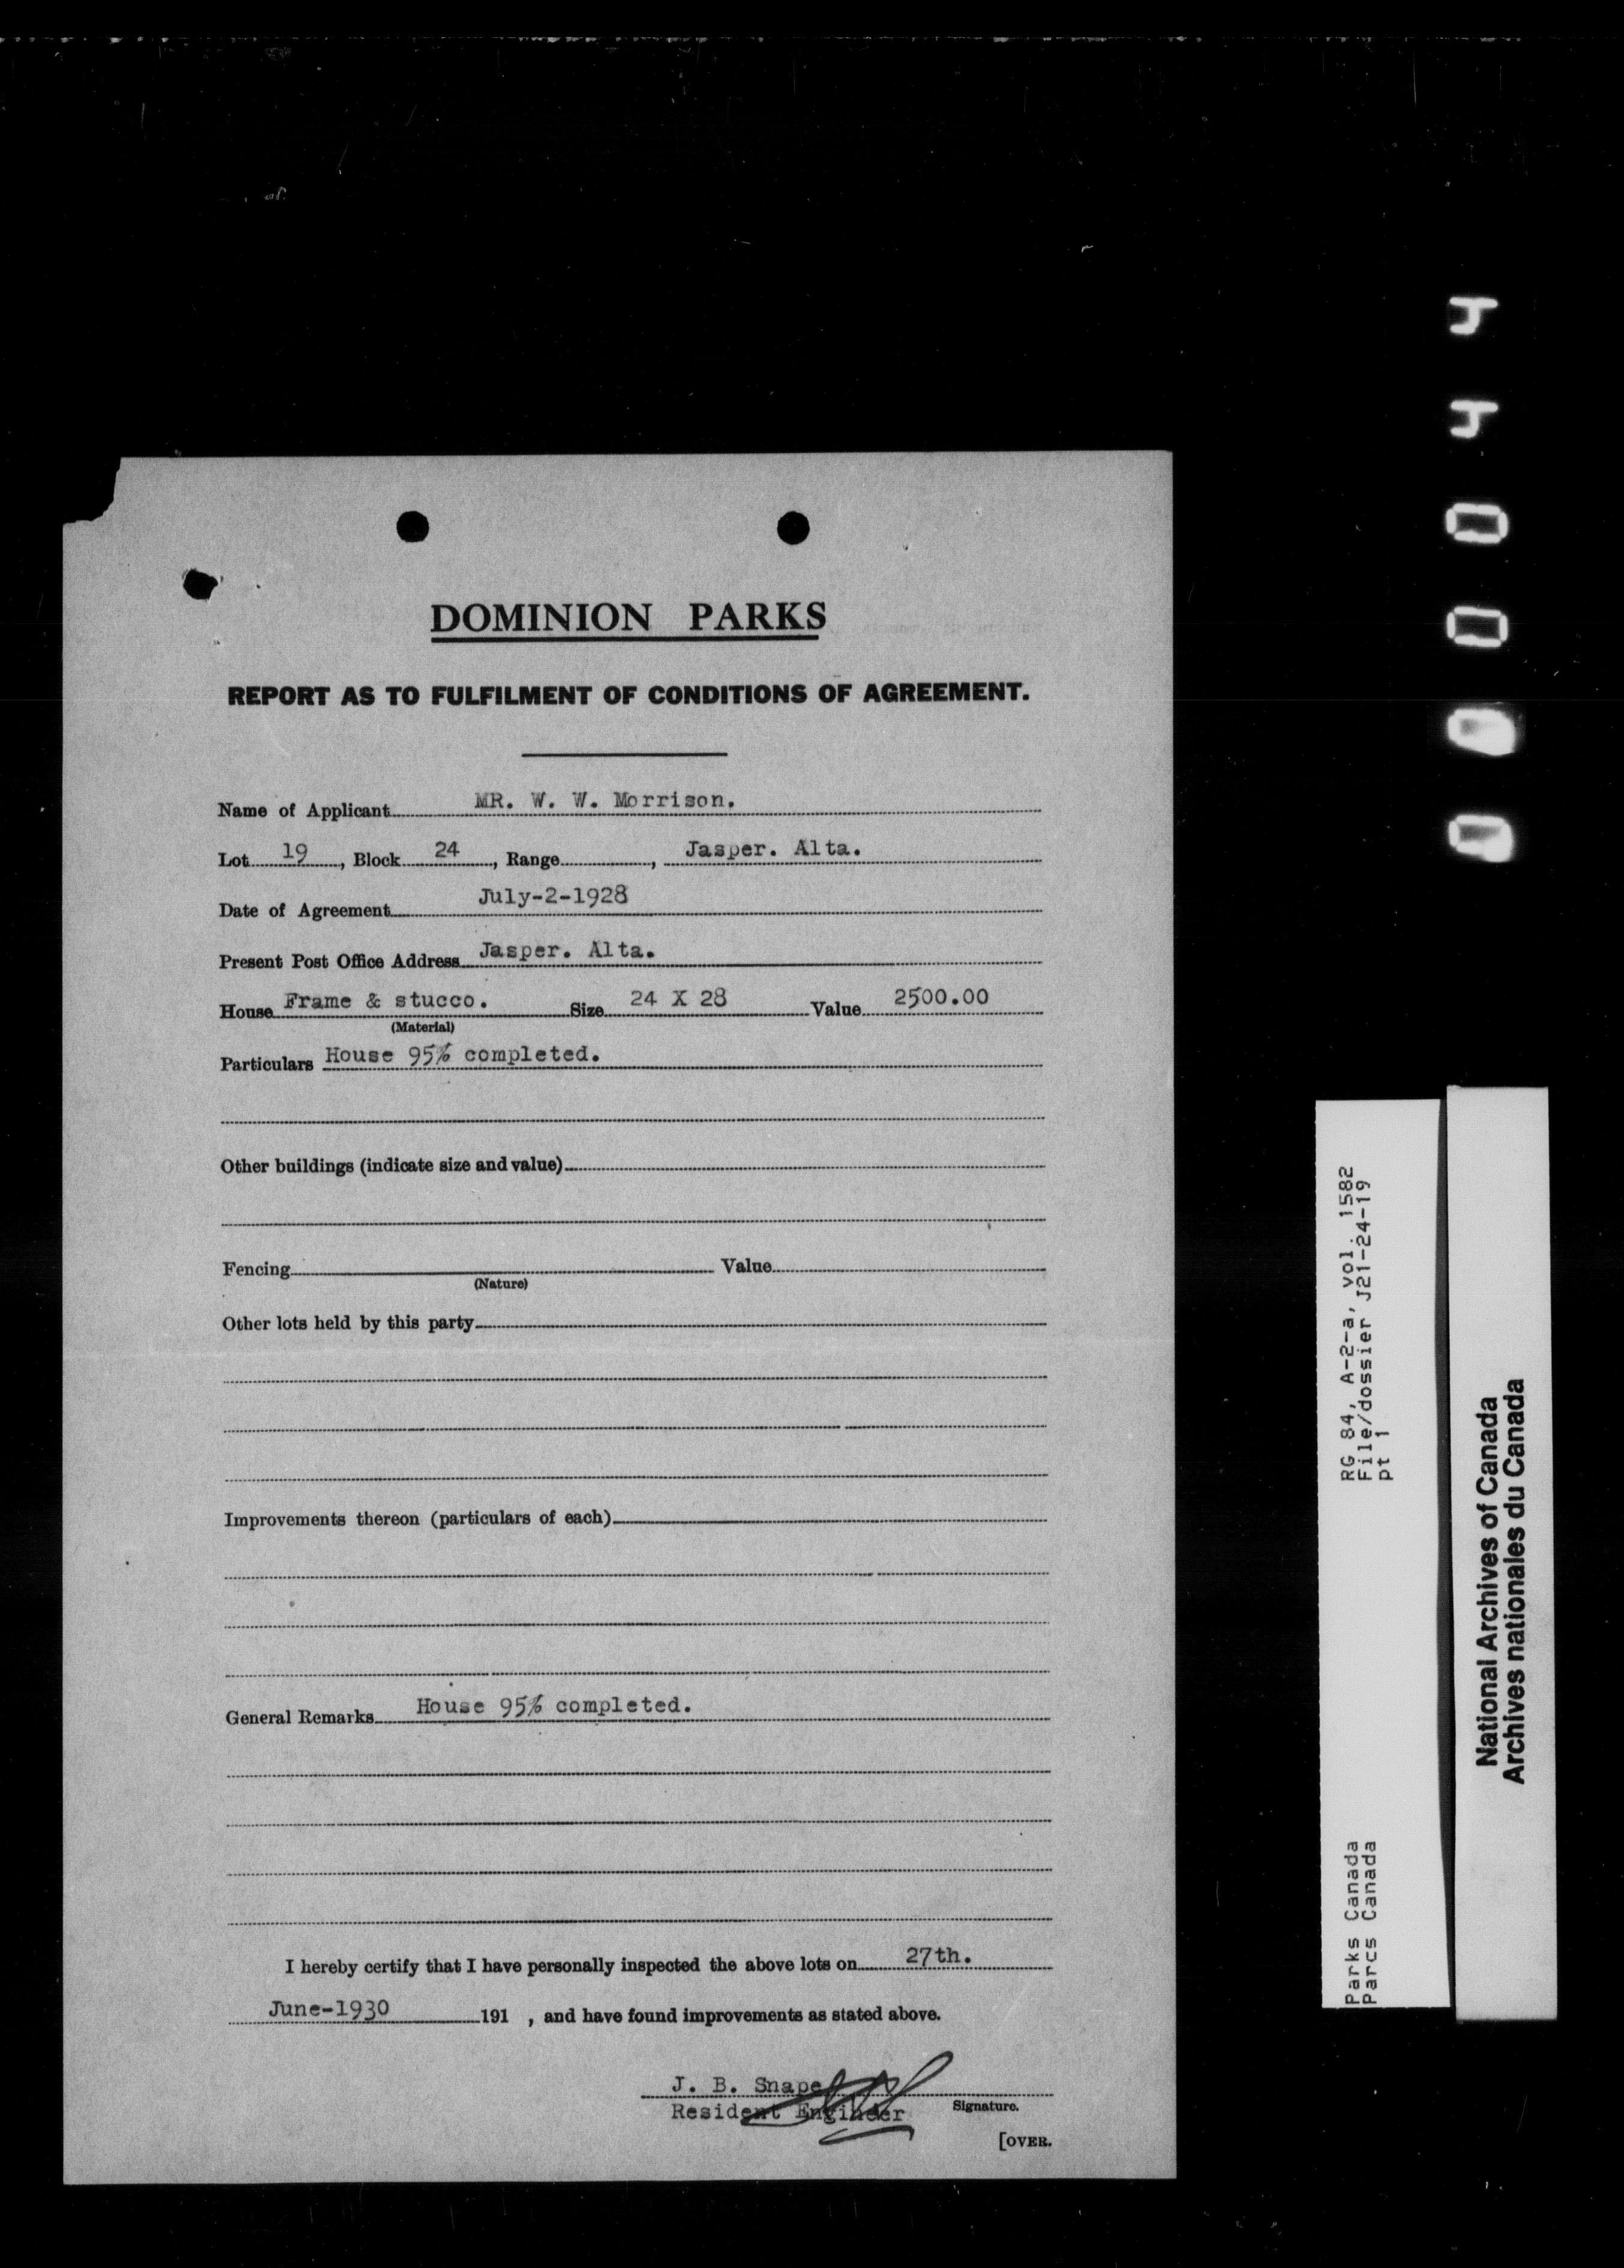 DOMINION PARKS
REPORT AS TO FULFILMENT OF CONDITIONS OF AGREEMENT.
Name of Applicant MR. W. W. Morrison.
Lot 19, Block 24, Range , Jasper. Alta.
Date of Agreement July-2-1928
Present Post Office Address Jasper. Alta.
House Frame & stucco. Size 24 X 28 Value 2500.00
(Material)
Particulars House 95% completed.
Other buildings (indicate size and value)
Fencing Value
(Nature)
Other lots held by this party
Improvements thereon (particulars of each)
General Remarks House 95% completed.
I hereby certify that I have personally inspected the above lots on 27th.
June-1930 191 , and have found improvements as stated above.
J. B. Snape
Resident Engineer Signature.
[OVER.
RG 84, A-2-a, vol. 1582
File/dossier J21-24-19
pt 1
Parks Canada
Parcs Canada
National Archives of Canada
Archives nationales du Canada